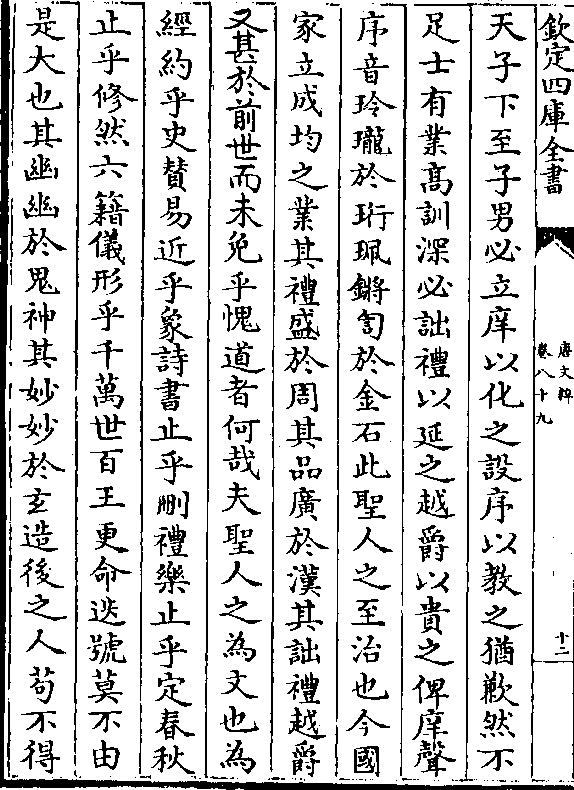 欽定四庫全書
唐文粹
卷八十九
十二
天子下至子男必立庠以化之設序以教之猶歉然不
足士有業高訓深必詘禮以延之越爵以貴之俾庠聲
序音玲瓏於珩珮鏘訇於金石此聖人之至治也今國
家立成均之業其禮盛於周其品廣於漢其詘禮越爵
又甚於前世而未免乎愧道者何哉夫聖人之為文也為
經約乎史贊易近乎象詩書止乎刪禮樂止乎定春秋
止乎修然六籍儀形乎千萬世百王更命迭號莫不由
是大也其幽幽於鬼神其妙妙於玄造後之人苟不得